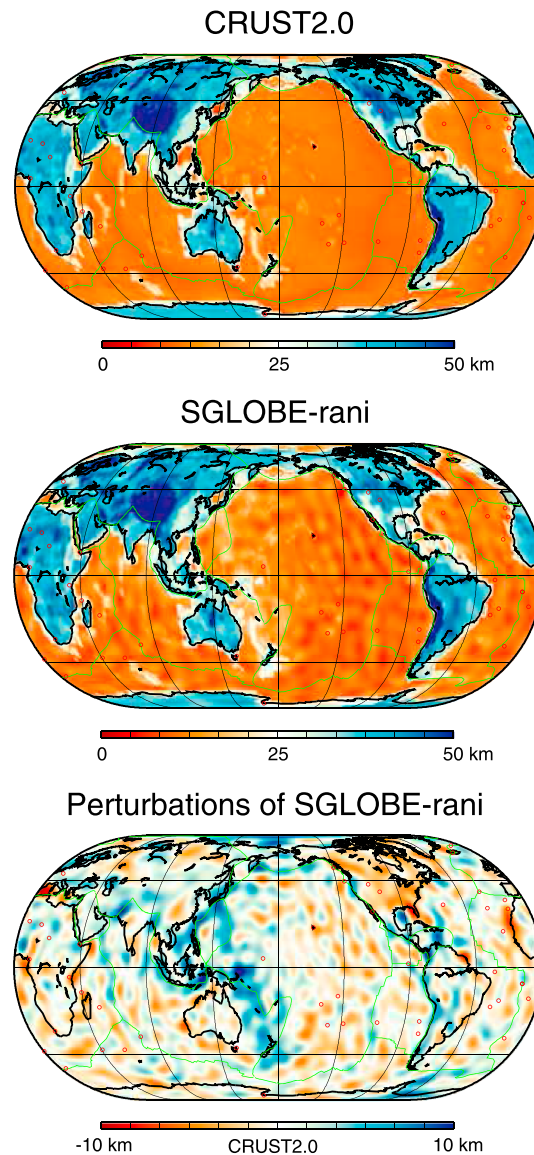 CRUST2.0
0 25 50 km
SGLOBE-rani
0 25 50 km
Perturbations of SGLOBE-rani
-10 km CRUST2.0 10 km